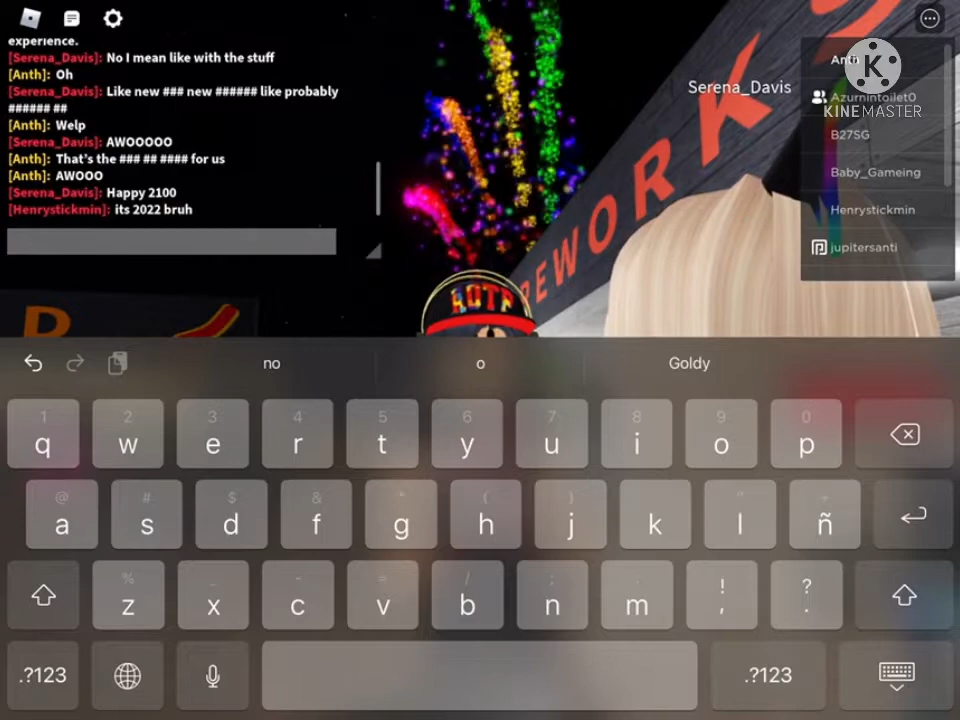 experience.
[Serena_Davis]: No I mean like with the stuff
[Anth]: Oh
[Serena_Davis]: Like new ### new ###### like probably
###### ##
[Anth]: Welp
[Serena_Davis]: AWOOOOO
[Anth]: That's the ### ## #### for us
[Anth]: AWOOO
[Serena_Davis]: Happy 2100
[Henrystickmin]: its 2022 bruh
Serena_Davis
REWORKS
Anth
K
Azurnintoilet0
KINEMASTER
B27SG
Baby_Gameing
Henrystickmin
jupitersanti
no o Goldy
1 2 3 4 5 6 7 8 9 0
q w e r t y u i o p
@ # $ & * ( ) ' " +
a s d f g h j k l ñ
% - = / ; ! ?
z x c v b n m , .
.?123 .?123